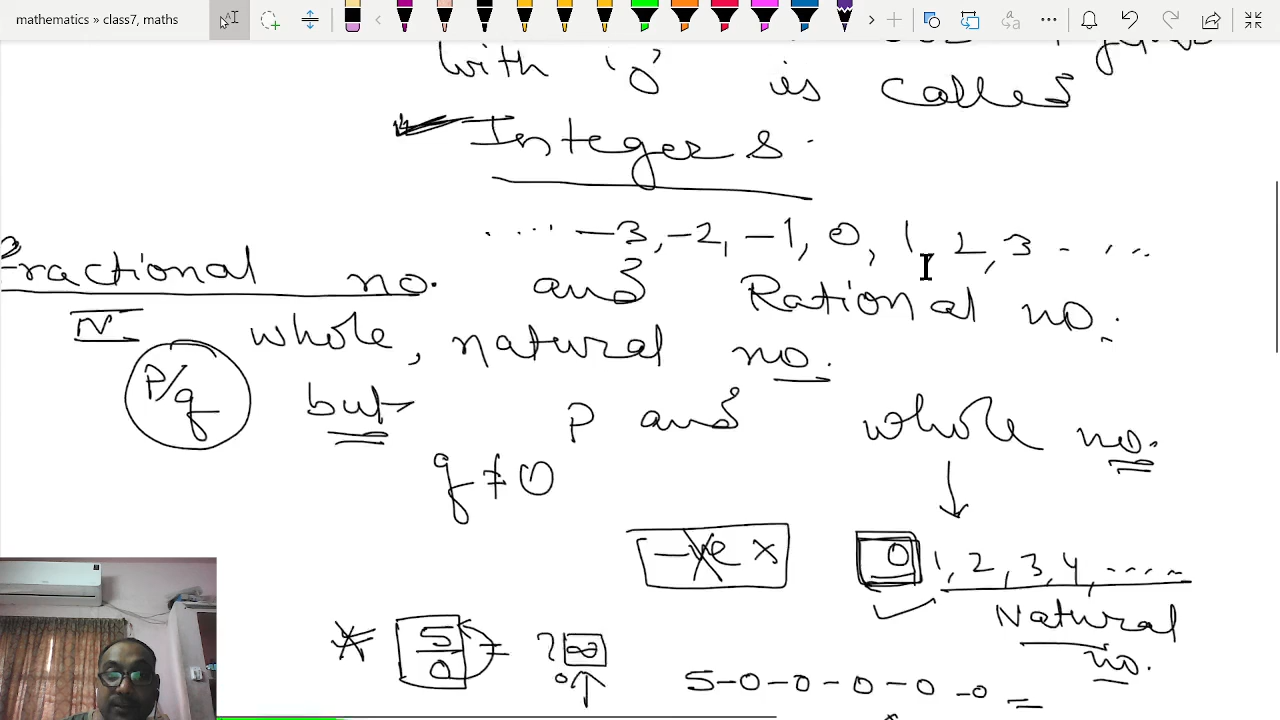 mathematics » class7, maths
with '0' is called
Integers.
..... -3, -2, -1, 0, 1, 2, 3 - ...
Fractional no. and Rational no.
N whole, natural no.
P/q but p and whole no.
q ≠ 0
-ve x 0 1, 2, 3, 4, ......
Natural no.
5/0 = ? ∞
5-0-0-0-0-0 =